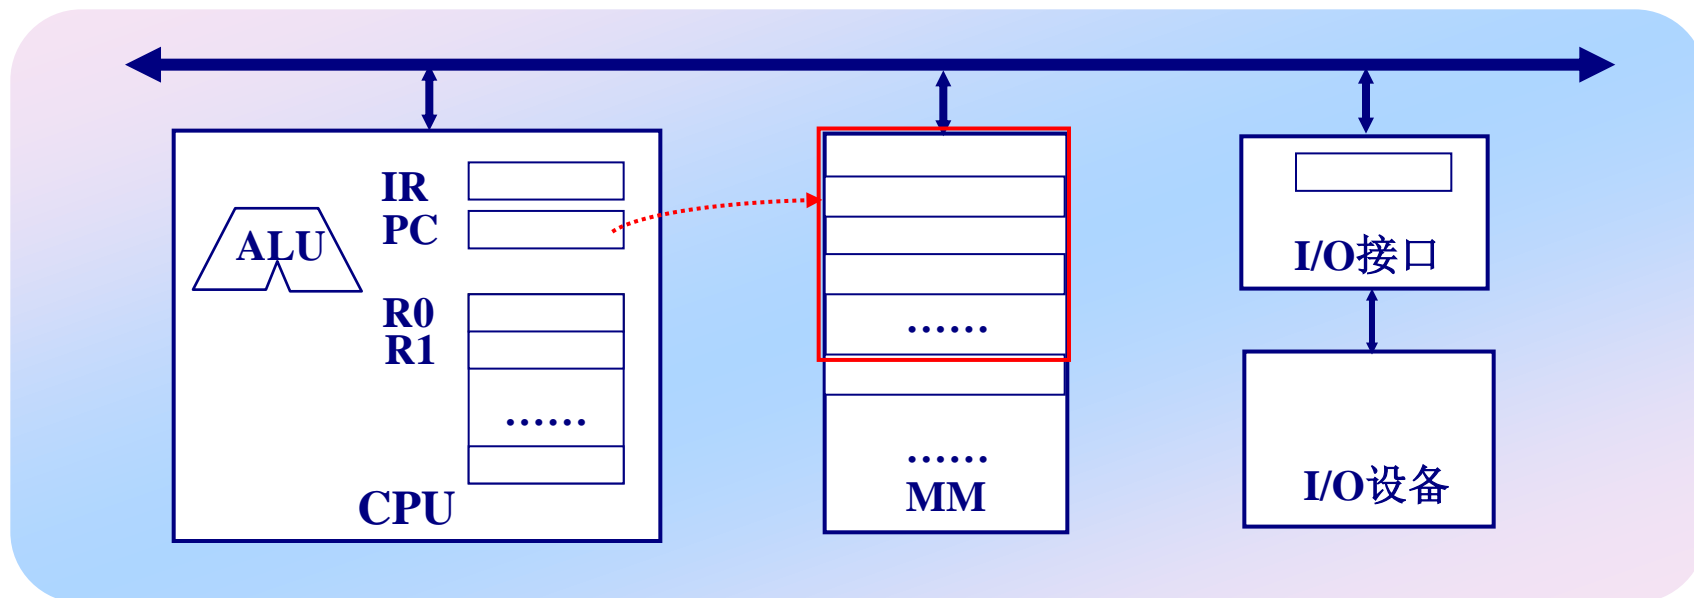 IR
PC
ALU
R0
R1
……
CPU
……
……
MM
I/O接口
I/O设备